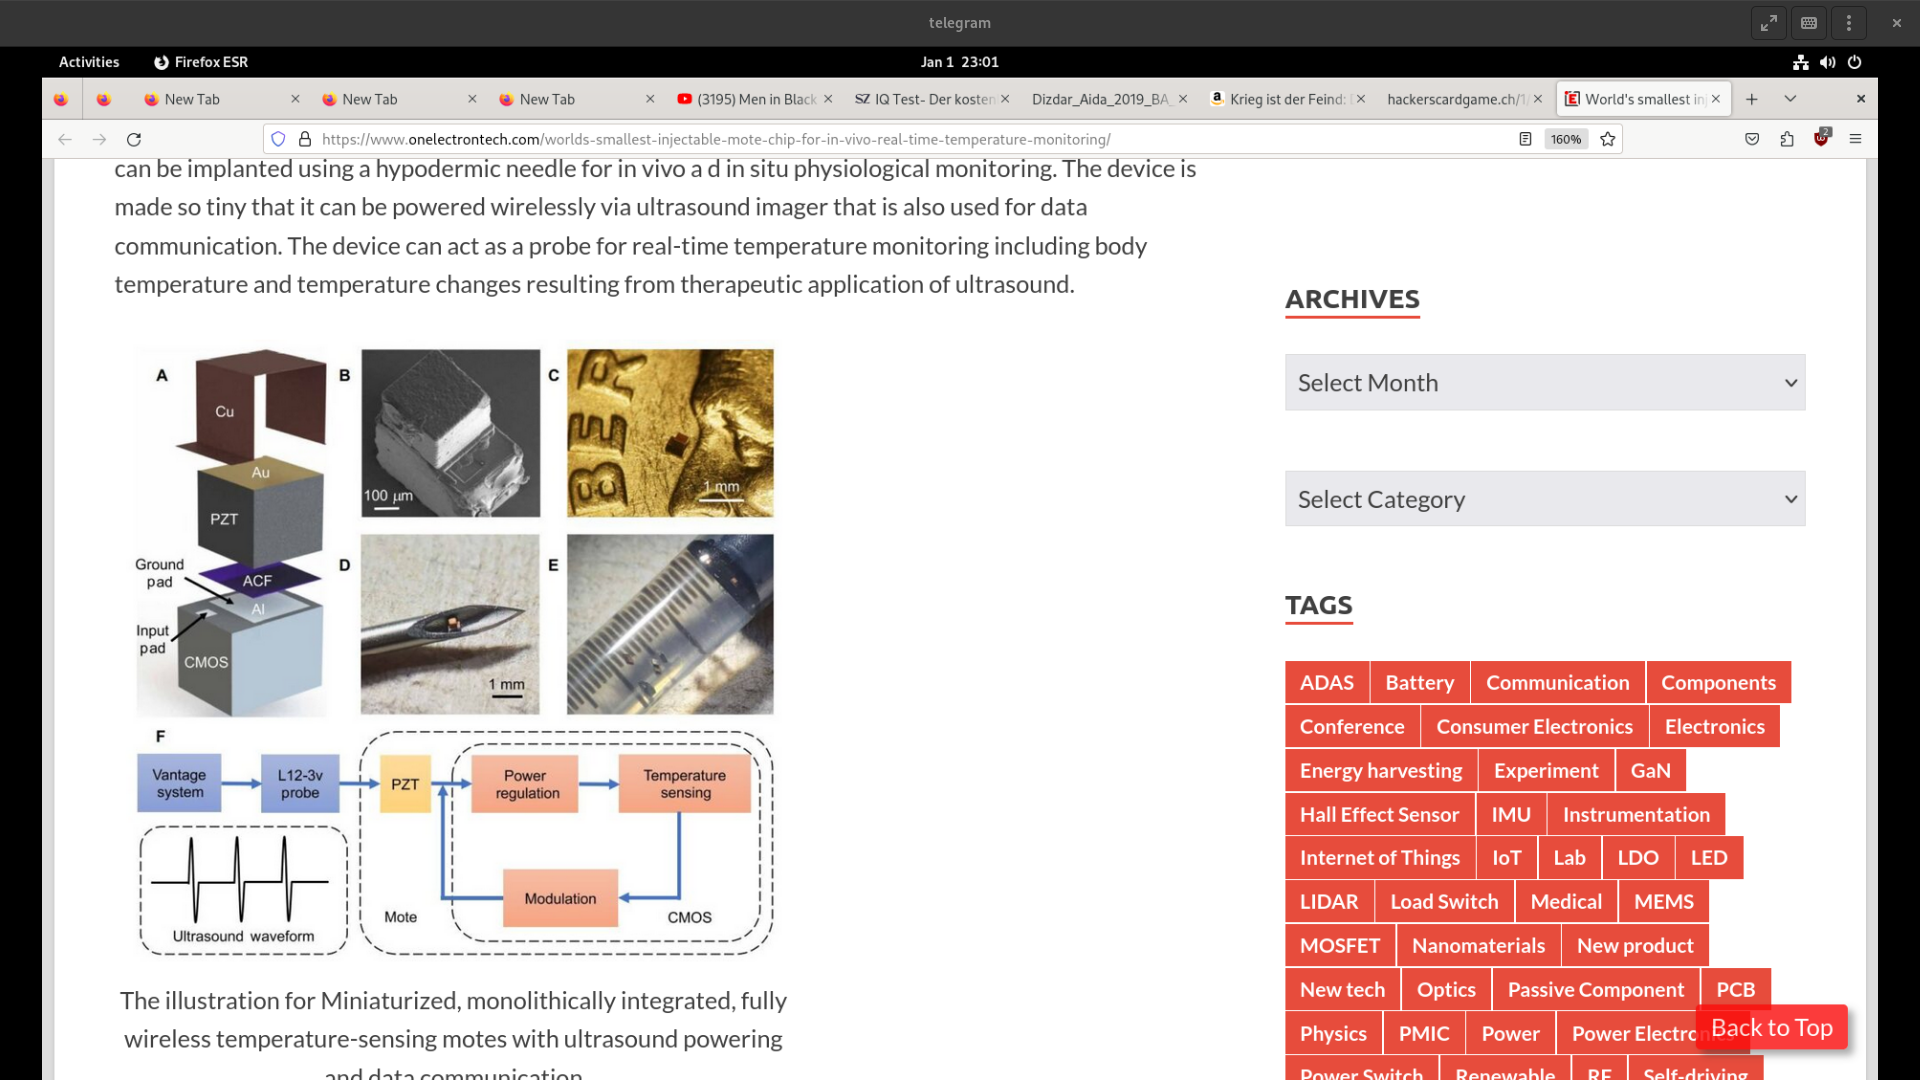 telegram
Activities
Firefox ESR
Jan 1 23:01
New Tab
New Tab
New Tab
(3195) Men in Black
SZ IQ Test- Der kosten
Dizdar_Aida_2019_BA_
Krieg ist der Feind:
hackerscardgame.ch/1/
World's smallest in
https://www.onelectrontech.com/worlds-smallest-injectable-mote-chip-for-in-vivo-real-time-temperature-monitoring/
160%
2
can be implanted using a hypodermic needle for in vivo a d in situ physiological monitoring. The device is
made so tiny that it can be powered wirelessly via ultrasound imager that is also used for data
communication. The device can act as a probe for real-time temperature monitoring including body
temperature and temperature changes resulting from therapeutic application of ultrasound.
A
Cu
Au
PZT
Ground
pad
ACF
Al
Input
pad
CMOS
B
100 μm
C
BER
1 mm
D
1 mm
E
F
Vantage
system
L12-3v
probe
PZT
Power
regulation
Temperature
sensing
Modulation
Mote
CMOS
Ultrasound waveform
The illustration for Miniaturized, monolithically integrated, fully
wireless temperature-sensing motes with ultrasound powering
and data communication
ARCHIVES
Select Month
Select Category
TAGS
ADAS Battery Communication Components
Conference Consumer Electronics Electronics
Energy harvesting Experiment GaN
Hall Effect Sensor IMU Instrumentation
Internet of Things IoT Lab LDO LED
LIDAR Load Switch Medical MEMS
MOSFET Nanomaterials New product
New tech Optics Passive Component PCB
Physics PMIC Power Power Electronics
Back to Top
Power Switch Renewable RF Self-driving